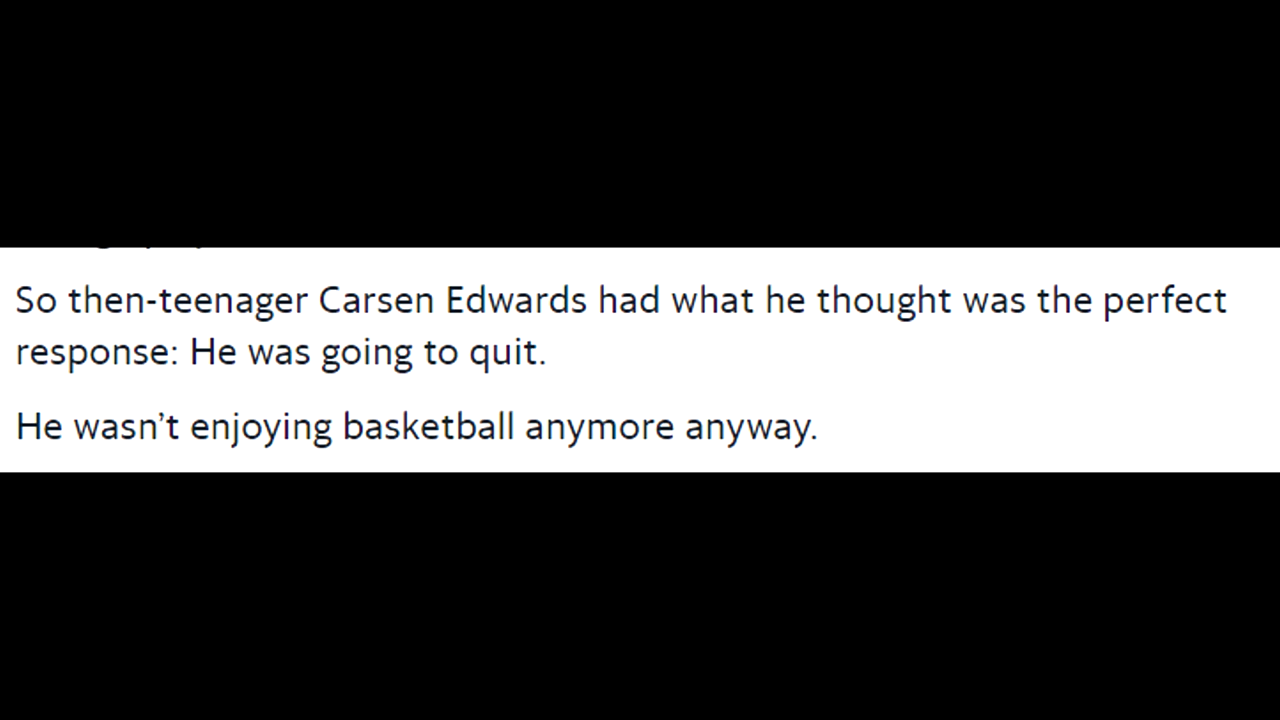 So then-teenager Carsen Edwards had what he thought was the perfect
response: He was going to quit.
He wasn’t enjoying basketball anymore anyway.